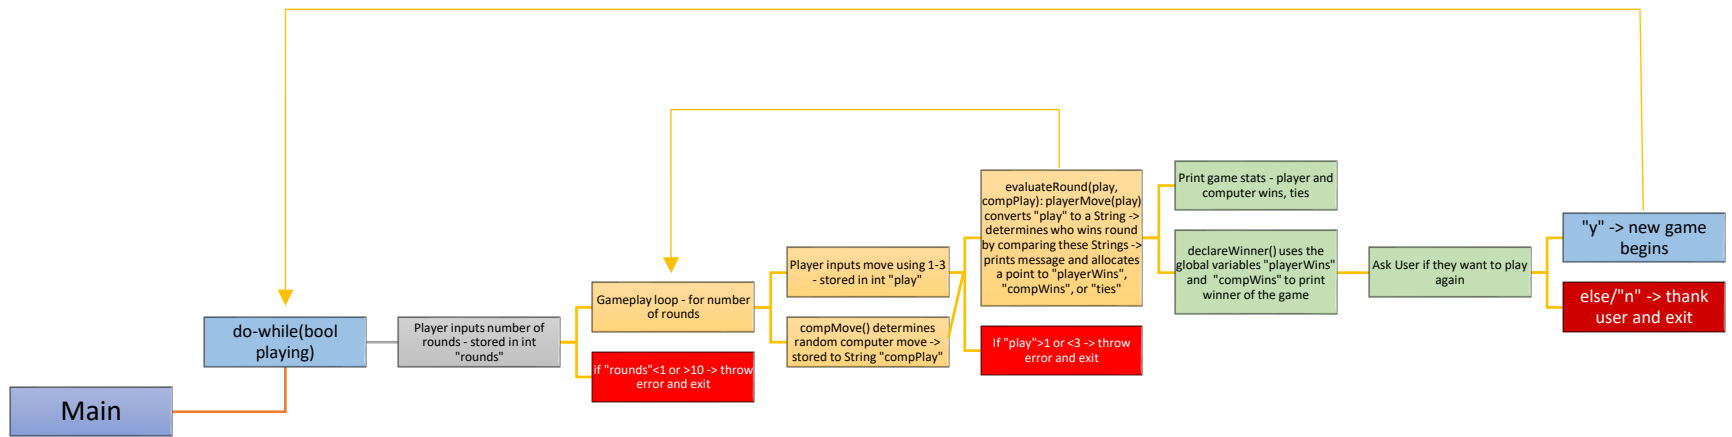 Main
do-while(bool
playing)
Player inputs number of
rounds - stored in int
"rounds"
Gameplay loop - for number
of rounds
if "rounds"<1 or >10 -> throw
error and exit
Player inputs move using 1-3
- stored in int "play"
compMove() determines
random computer move ->
stored to String "compPlay"
evaluateRound(play,
compPlay): playerMove(play)
converts "play" to a String ->
determines who wins round
by comparing these Strings ->
prints message and allocates
a point to "playerWins",
"compWins", or "ties"
If "play">1 or <3 -> throw
error and exit
Print game stats - player and
computer wins, ties
declareWinner() uses the
global variables "playerWins"
and "compWins" to print
winner of the game
Ask User if they want to play
again
"y" -> new game
begins
else/"n" -> thank
user and exit